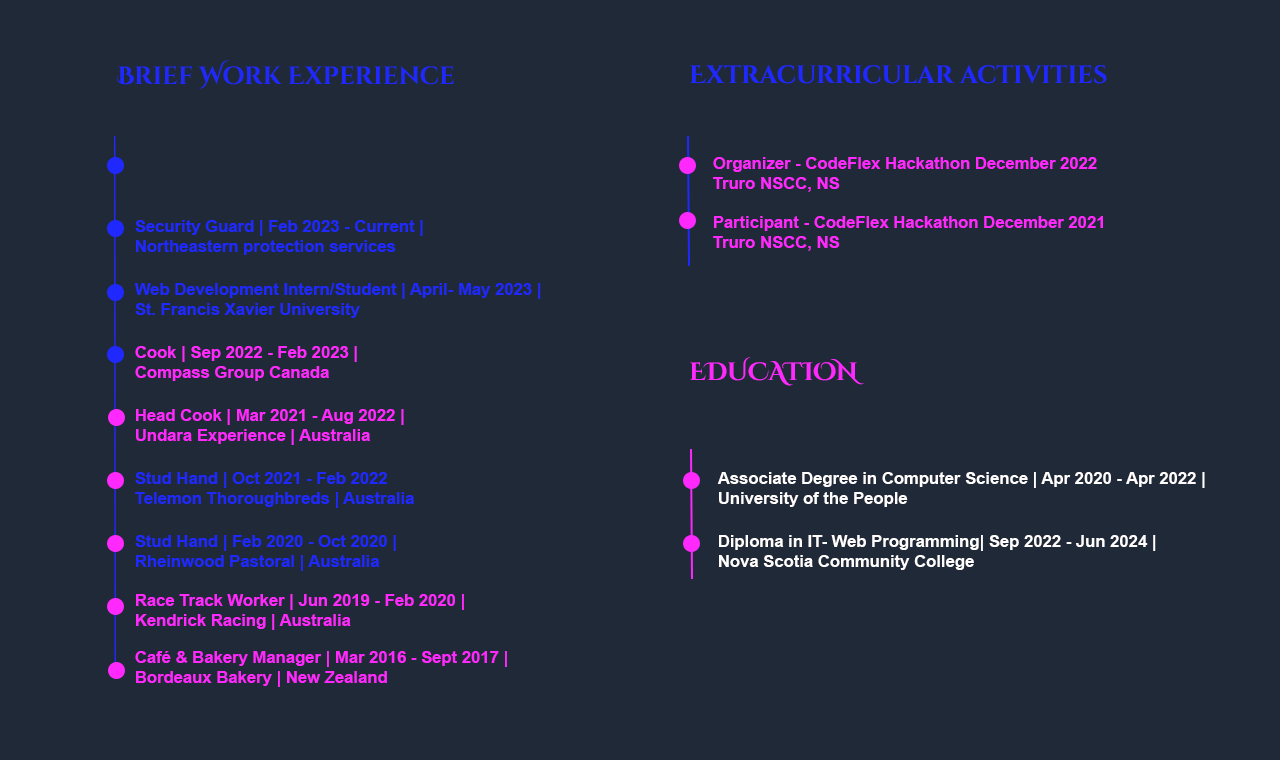 Brief Work Experience
Security Guard | Feb 2023 - Current |
Northeastern protection services
Web Development Intern/Student | April- May 2023 |
St. Francis Xavier University
Cook | Sep 2022 - Feb 2023 |
Compass Group Canada
Head Cook | Mar 2021 - Aug 2022 |
Undara Experience | Australia
Stud Hand | Oct 2021 - Feb 2022
Telemon Thoroughbreds | Australia
Stud Hand | Feb 2020 - Oct 2020 |
Rheinwood Pastoral | Australia
Race Track Worker | Jun 2019 - Feb 2020 |
Kendrick Racing | Australia
Café & Bakery Manager | Mar 2016 - Sept 2017 |
Bordeaux Bakery | New Zealand
Extracurricular activities
Organizer - CodeFlex Hackathon December 2022
Truro NSCC, NS
Participant - CodeFlex Hackathon December 2021
Truro NSCC, NS
EDUCATION
Associate Degree in Computer Science | Apr 2020 - Apr 2022 |
University of the People
Diploma in IT- Web Programming| Sep 2022 - Jun 2024 |
Nova Scotia Community College